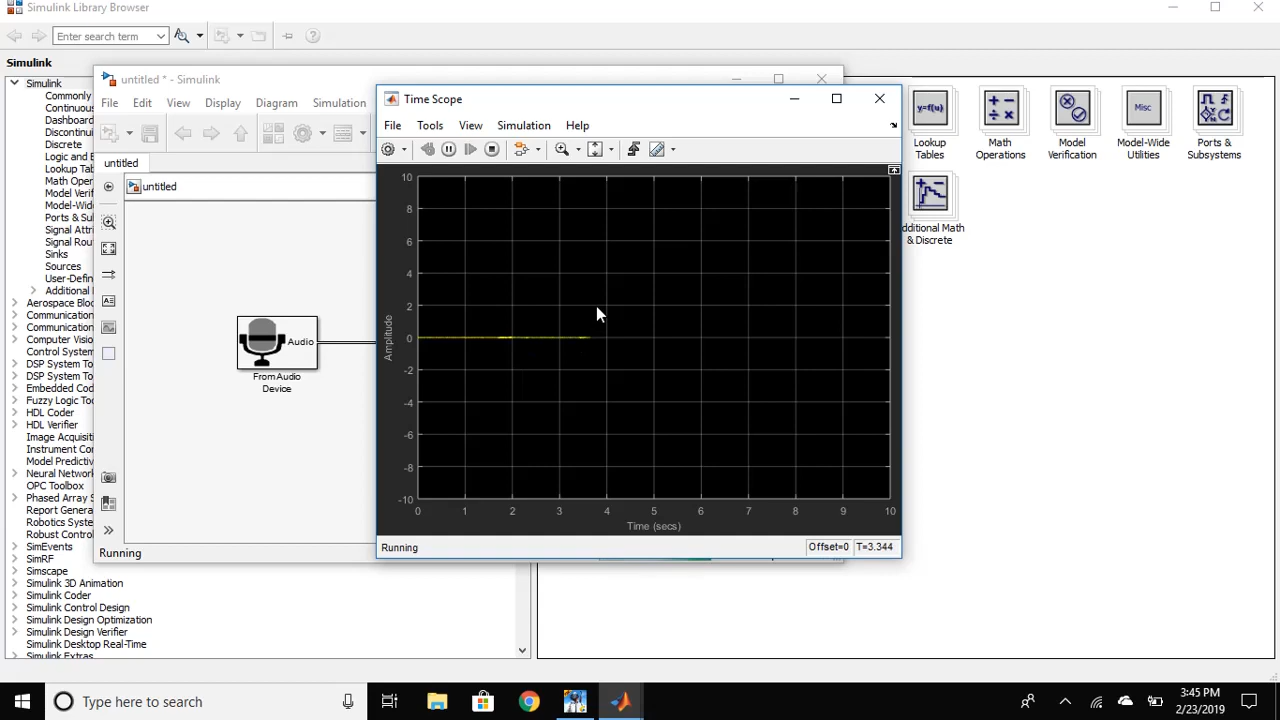 Simulink Library Browser
Enter search term
Simulink
Simulink
Commonly
Continuous
Dashboard
Discontinui
Discrete
Logic and B
Lookup Tab
Math Oper
Model Verif
Model-Wid
Ports & Sub
Signal Attri
Signal Rout
Sinks
Sources
User-Defin
Additional
Aerospace Bloc
Communication
Communication
Computer Visio
Control System
DSP System To
DSP System To
Embedded Code
Fuzzy Logic Too
HDL Coder
HDL Verifier
Image Acquisiti
Instrument Con
Model Predictiv
Neural Network
OPC Toolbox
Phased Array S
Report Generat
Robotics Syste
Robust Control
SimEvents
SimRF
Simscape
Simulink 3D Animation
Simulink Coder
Simulink Control Design
Simulink Design Optimization
Simulink Design Verifier
Simulink Desktop Real-Time
Simulink Extras
untitled * - Simulink
File Edit View Display Diagram Simulation
untitled
untitled
Audio
From Audio
Device
Running
Time Scope
File Tools View Simulation Help
10
8
6
4
2
0
-2
-4
-6
-8
-10
Amplitude
0 1 2 3 4 5 6 7 8 9 10
Time (secs)
Running Offset=0 T=3.344
y=f(u)
Lookup
Tables
Math
Operations
Model
Verification
Misc
Model-Wide
Utilities
Ports &
Subsystems
dditional Math
& Discrete
Type here to search
3:45 PM
2/23/2019